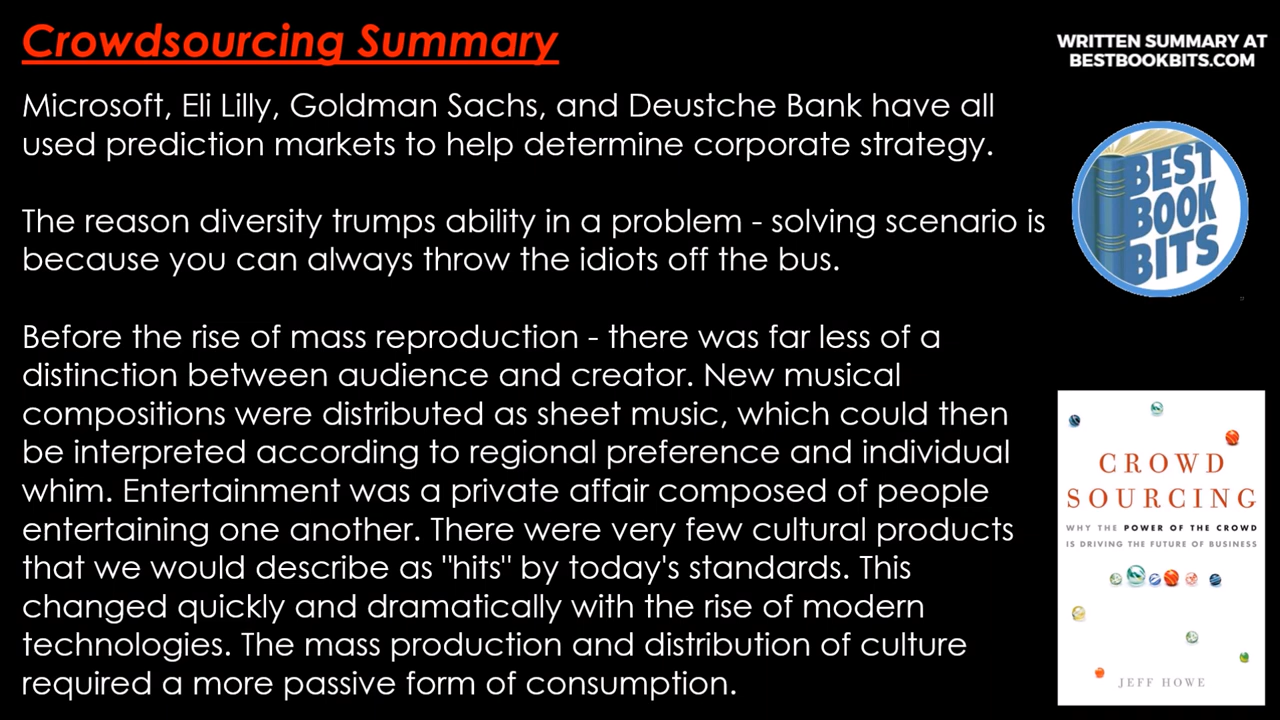 Crowdsourcing Summary
WRITTEN SUMMARY AT
BESTBOOKBITS.COM
Microsoft, Eli Lilly, Goldman Sachs, and Deustche Bank have all
used prediction markets to help determine corporate strategy.
The reason diversity trumps ability in a problem - solving scenario is
because you can always throw the idiots off the bus.
Before the rise of mass reproduction - there was far less of a
distinction between audience and creator. New musical
compositions were distributed as sheet music, which could then
be interpreted according to regional preference and individual
whim. Entertainment was a private affair composed of people
entertaining one another. There were very few cultural products
that we would describe as "hits" by today's standards. This
changed quickly and dramatically with the rise of modern
technologies. The mass production and distribution of culture
required a more passive form of consumption.
BEST
BOOK
BITS
CROWD
SOURCING
WHY THE POWER OF THE CROWD
IS DRIVING THE FUTURE OF BUSINESS
JEFF HOWE